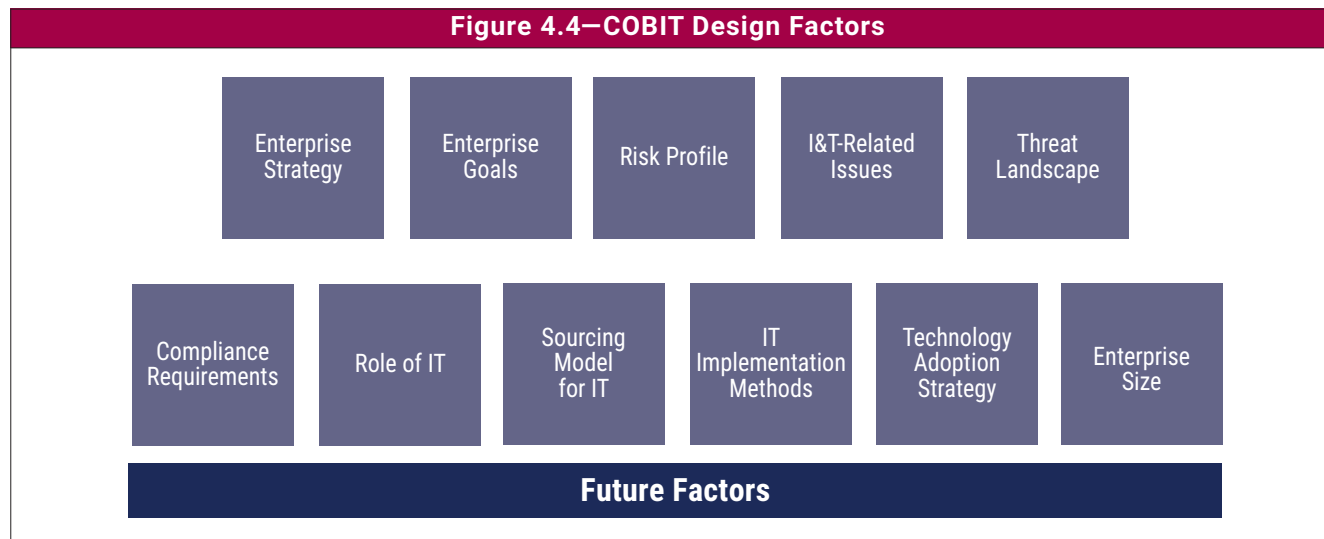 Figure 4.4—COBIT Design Factors
Enterprise
Strategy
Enterprise
Goals
Risk Profile
I&T-Related
Issues
Threat
Landscape
Compliance
Requirements
Role of IT
Sourcing
Model
for IT
IT
Implementation
Methods
Technology
Adoption
Strategy
Enterprise
Size
Future Factors